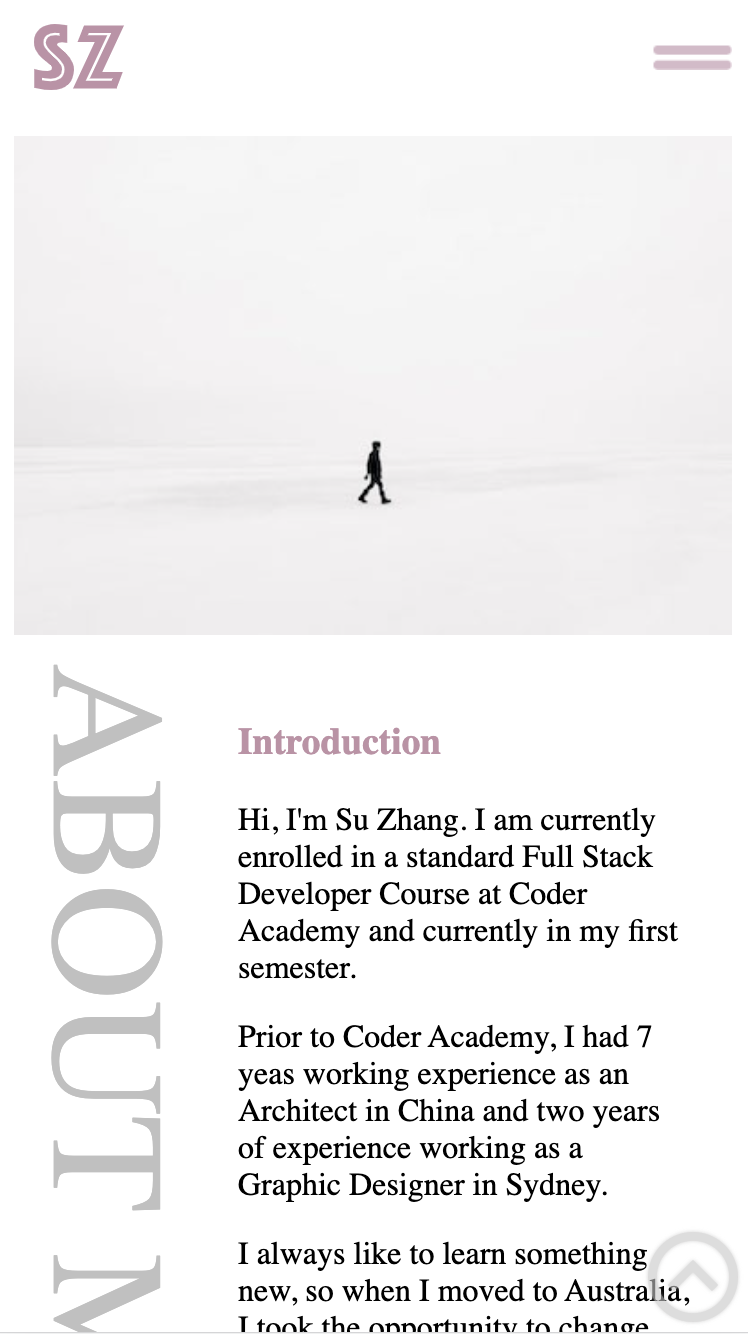 SZ
ABOUT M
Introduction
Hi, I'm Su Zhang. I am currently
enrolled in a standard Full Stack
Developer Course at Coder
Academy and currently in my first
semester.
Prior to Coder Academy, I had 7
yeas working experience as an
Architect in China and two years
of experience working as a
Graphic Designer in Sydney.
I always like to learn something
new, so when I moved to Australia,
I took the opportunity to change